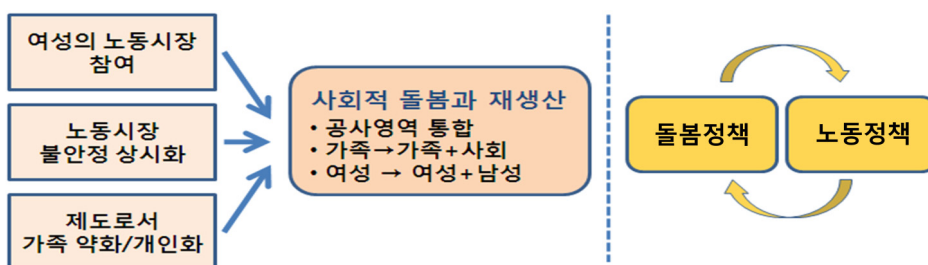 여성의 노동시장
참여
노동시장
불안정 상시화
제도로서
가족 약화/개인화
사회적 돌봄과 재생산
• 공사영역 통합
• 가족→가족+사회
• 여성 → 여성+남성
돌봄정책
노동정책